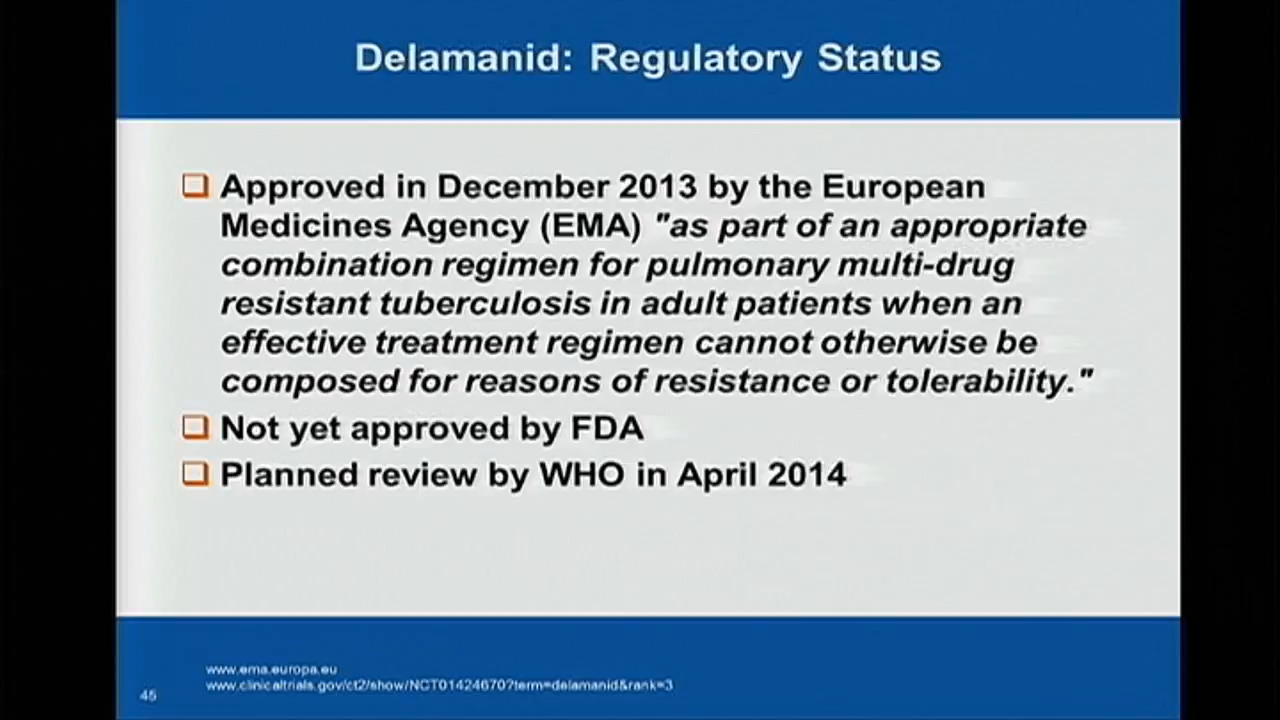 Delamanid: Regulatory Status
Approved in December 2013 by the European
Medicines Agency (EMA) "as part of an appropriate
combination regimen for pulmonary multi-drug
resistant tuberculosis in adult patients when an
effective treatment regimen cannot otherwise be
composed for reasons of resistance or tolerability."
Not yet approved by FDA
Planned review by WHO in April 2014
www.ema.europa.eu
www.clinicaltrials.gov/ct2/show/NCT01424670?term=delamanid&rank=3
45